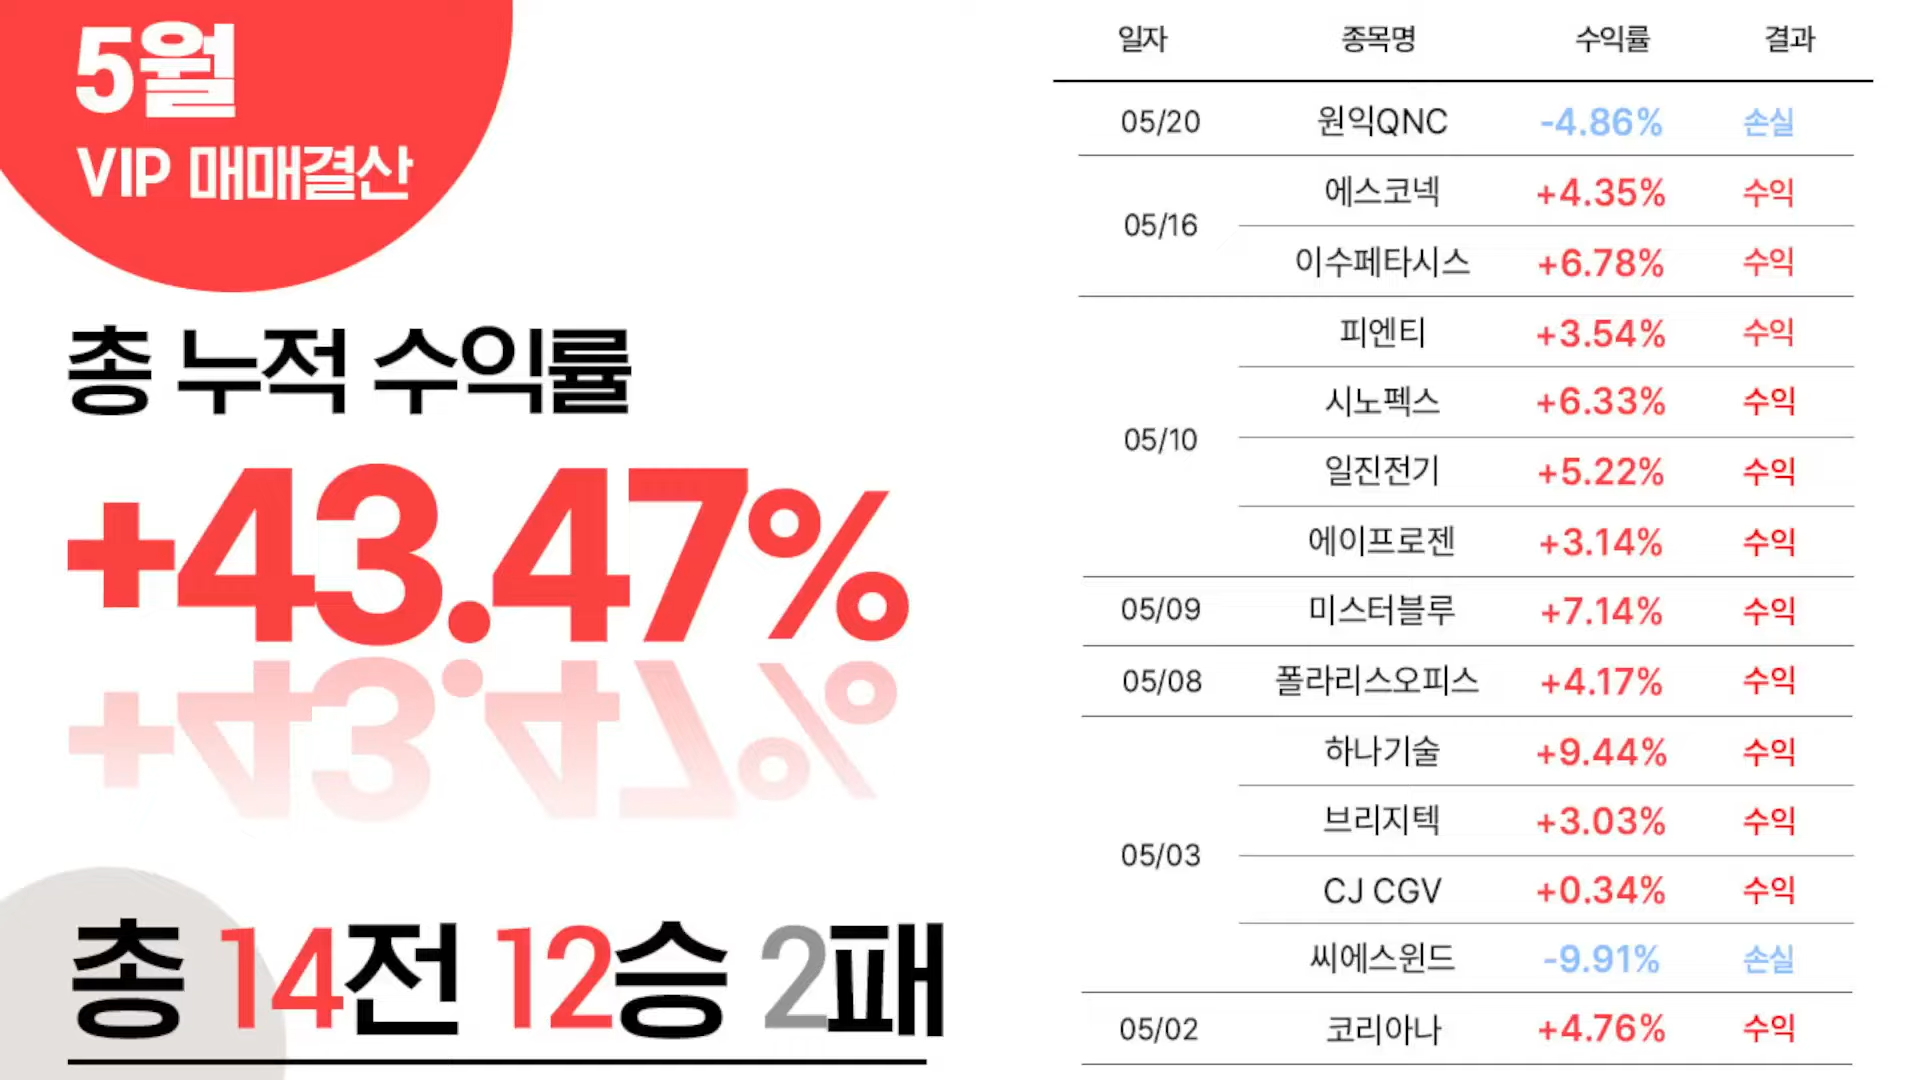 5월
VIP 매매결산
총 누적 수익률
+43.47%
총 14전 12승 2패
일자 종목명 수익률 결과
05/20 원익QNC -4.86% 손실
05/16 에스코넥 +4.35% 수익
이수페타시스 +6.78% 수익
05/10 피엔티 +3.54% 수익
시노펙스 +6.33% 수익
일진전기 +5.22% 수익
에이프로젠 +3.14% 수익
05/09 미스터블루 +7.14% 수익
05/08 폴라리스오피스 +4.17% 수익
05/03 하나기술 +9.44% 수익
브리지텍 +3.03% 수익
CJ CGV +0.34% 수익
씨에스윈드 -9.91% 손실
05/02 코리아나 +4.76% 수익